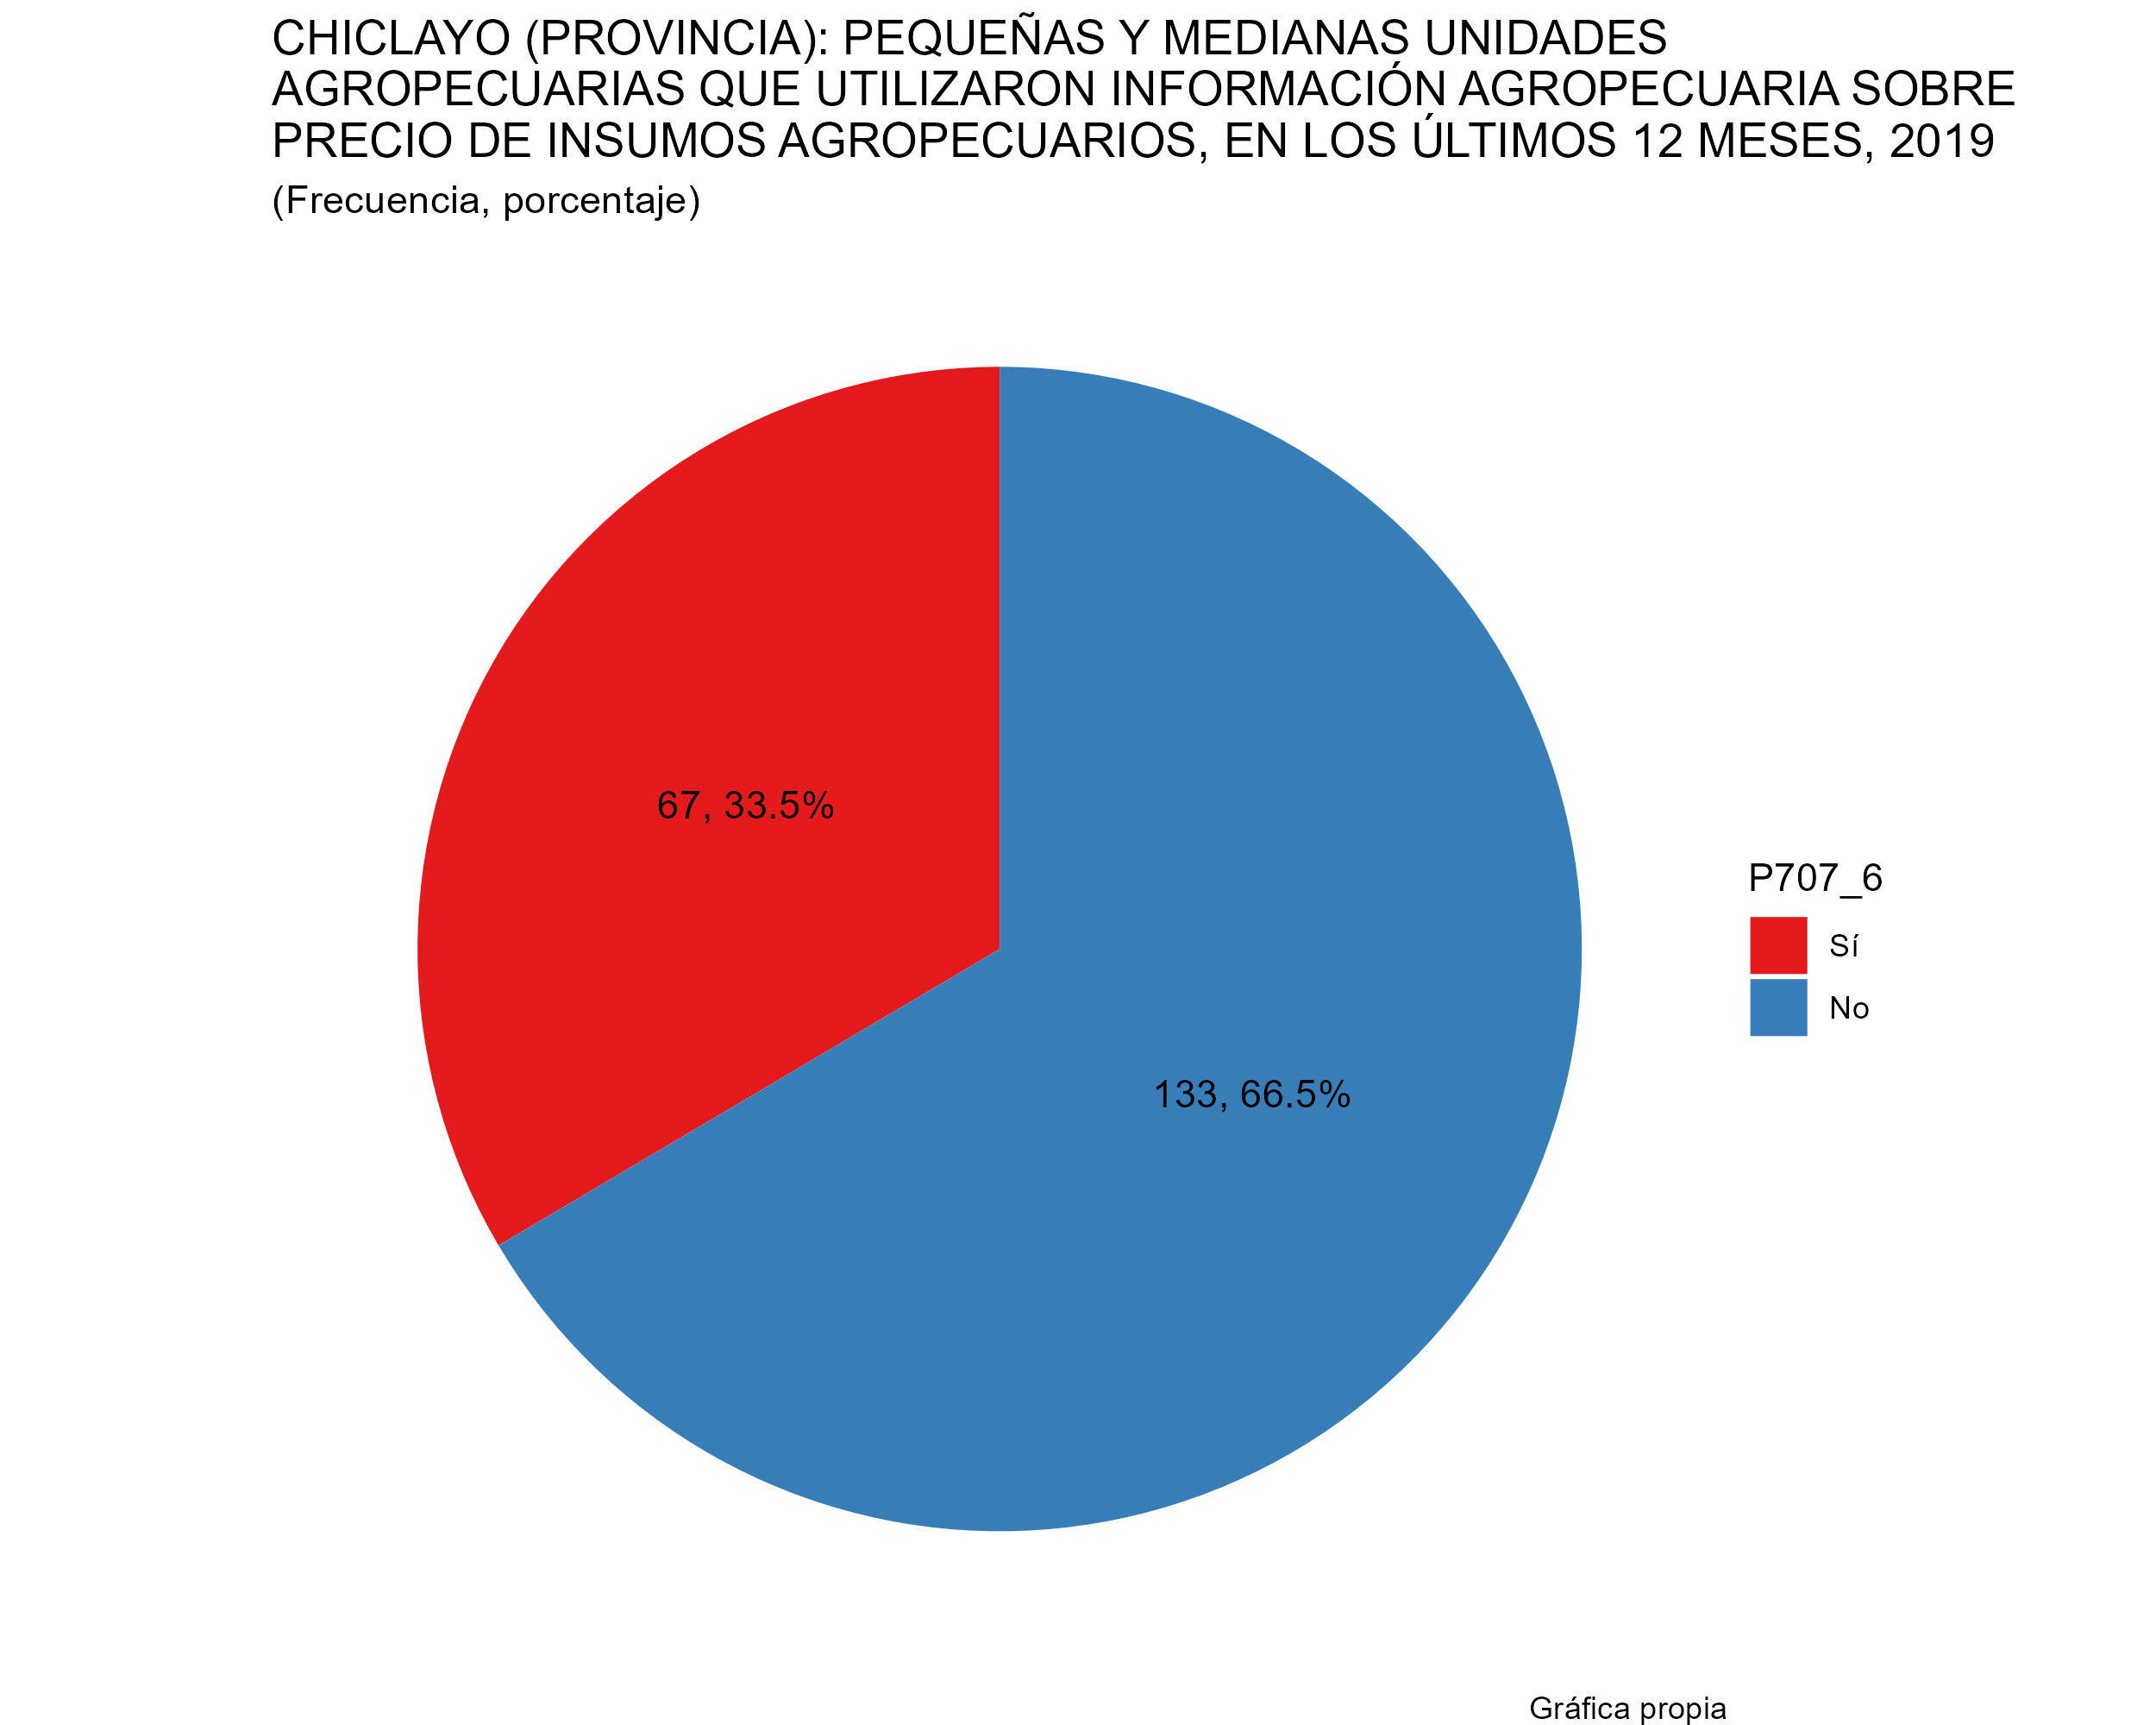 CHICLAYO (PROVINCIA): PEQUEÑAS Y MEDIANAS UNIDADES
AGROPECUARIAS QUE UTILIZARON INFORMACIÓN AGROPECUARIA SOBRE
PRECIO DE INSUMOS AGROPECUARIOS, EN LOS ÚLTIMOS 12 MESES, 2019
(Frecuencia, porcentaje)
67, 33.5%
133, 66.5%
P707_6
Sí
No
Gráfica propia